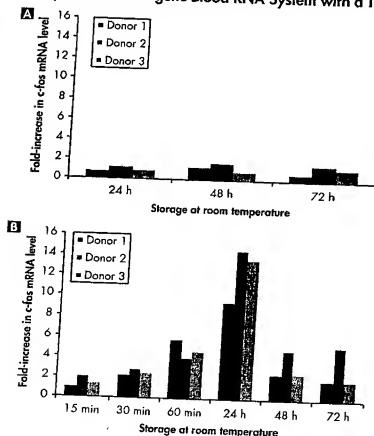 gene Blood RNA System with a
A
Fold-increase in c-fos mRNA level
16
14
12
10
8
6
4
2
0
Donor 1
Donor 2
Donor 3
24 h
48 h
72 h
Storage at room temperature
B
Fold-increase in c-fos mRNA level
16
14
12
10
8
6
4
2
0
Donor 1
Donor 2
Donor 3
15 min
30 min
60 min
24 h
48 h
72 h
Storage at room temperature